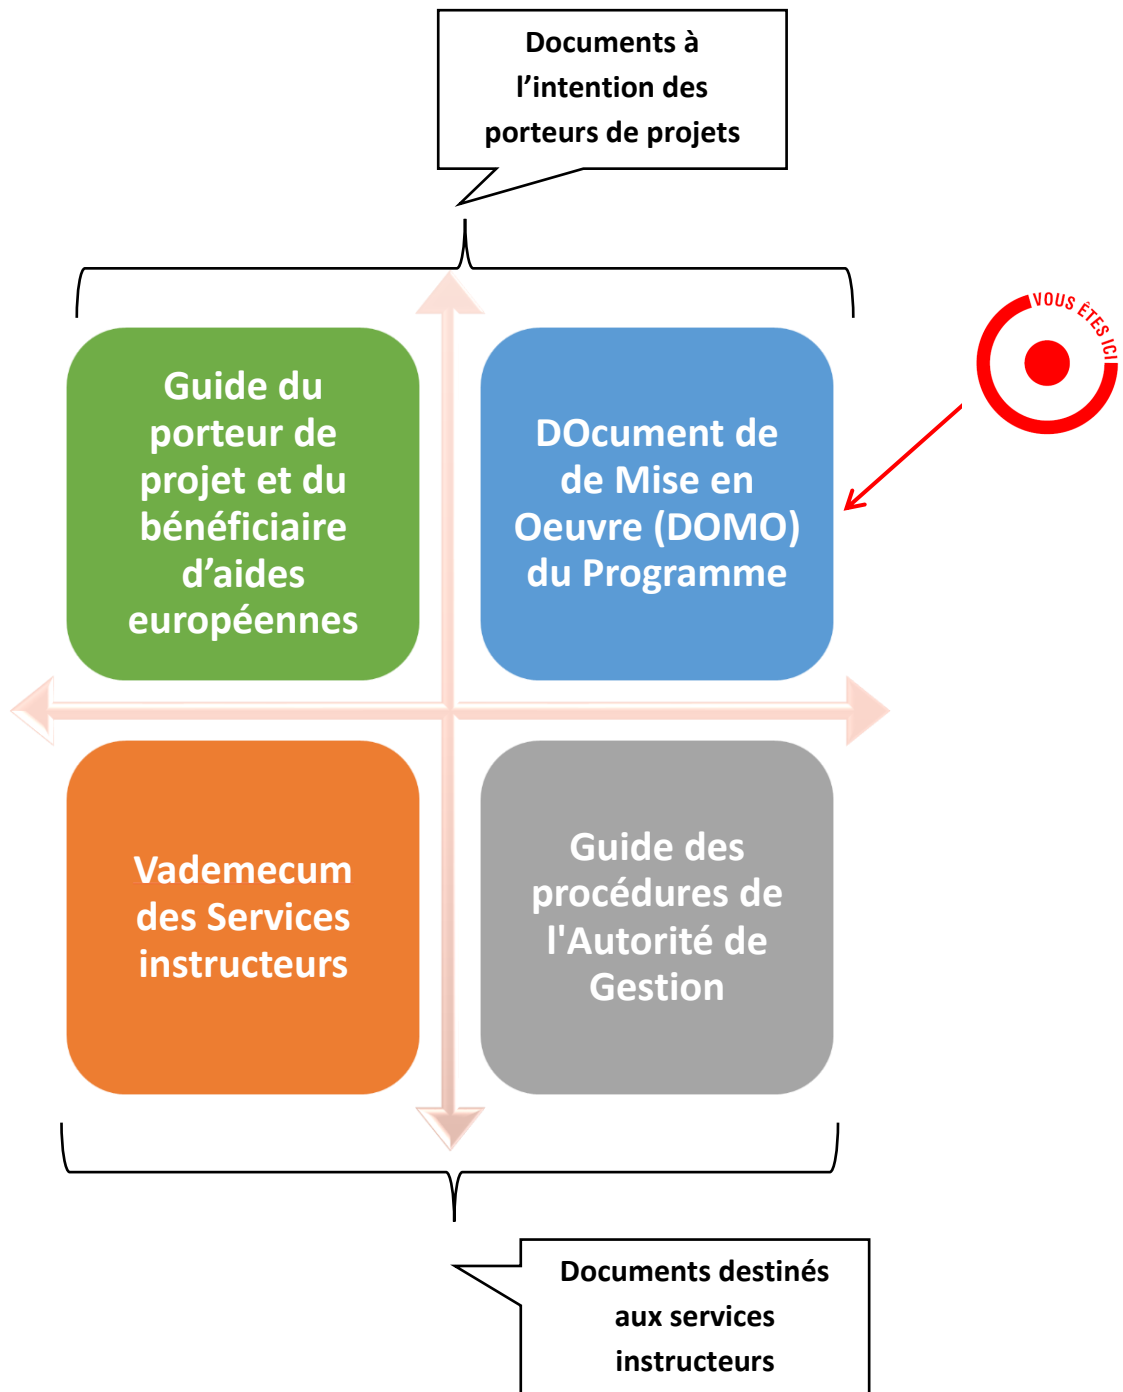 Documents à
l’intention des
porteurs de projets
VOUS ÊTES ICI
Guide du
porteur de
projet et du
bénéficiaire
d’aides
européennes
DOcument de
de Mise en
Oeuvre (DOMO)
du Programme
Vademecum
des Services
instructeurs
Guide des
procédures de
l'Autorité de
Gestion
Documents destinés
aux services
instructeurs